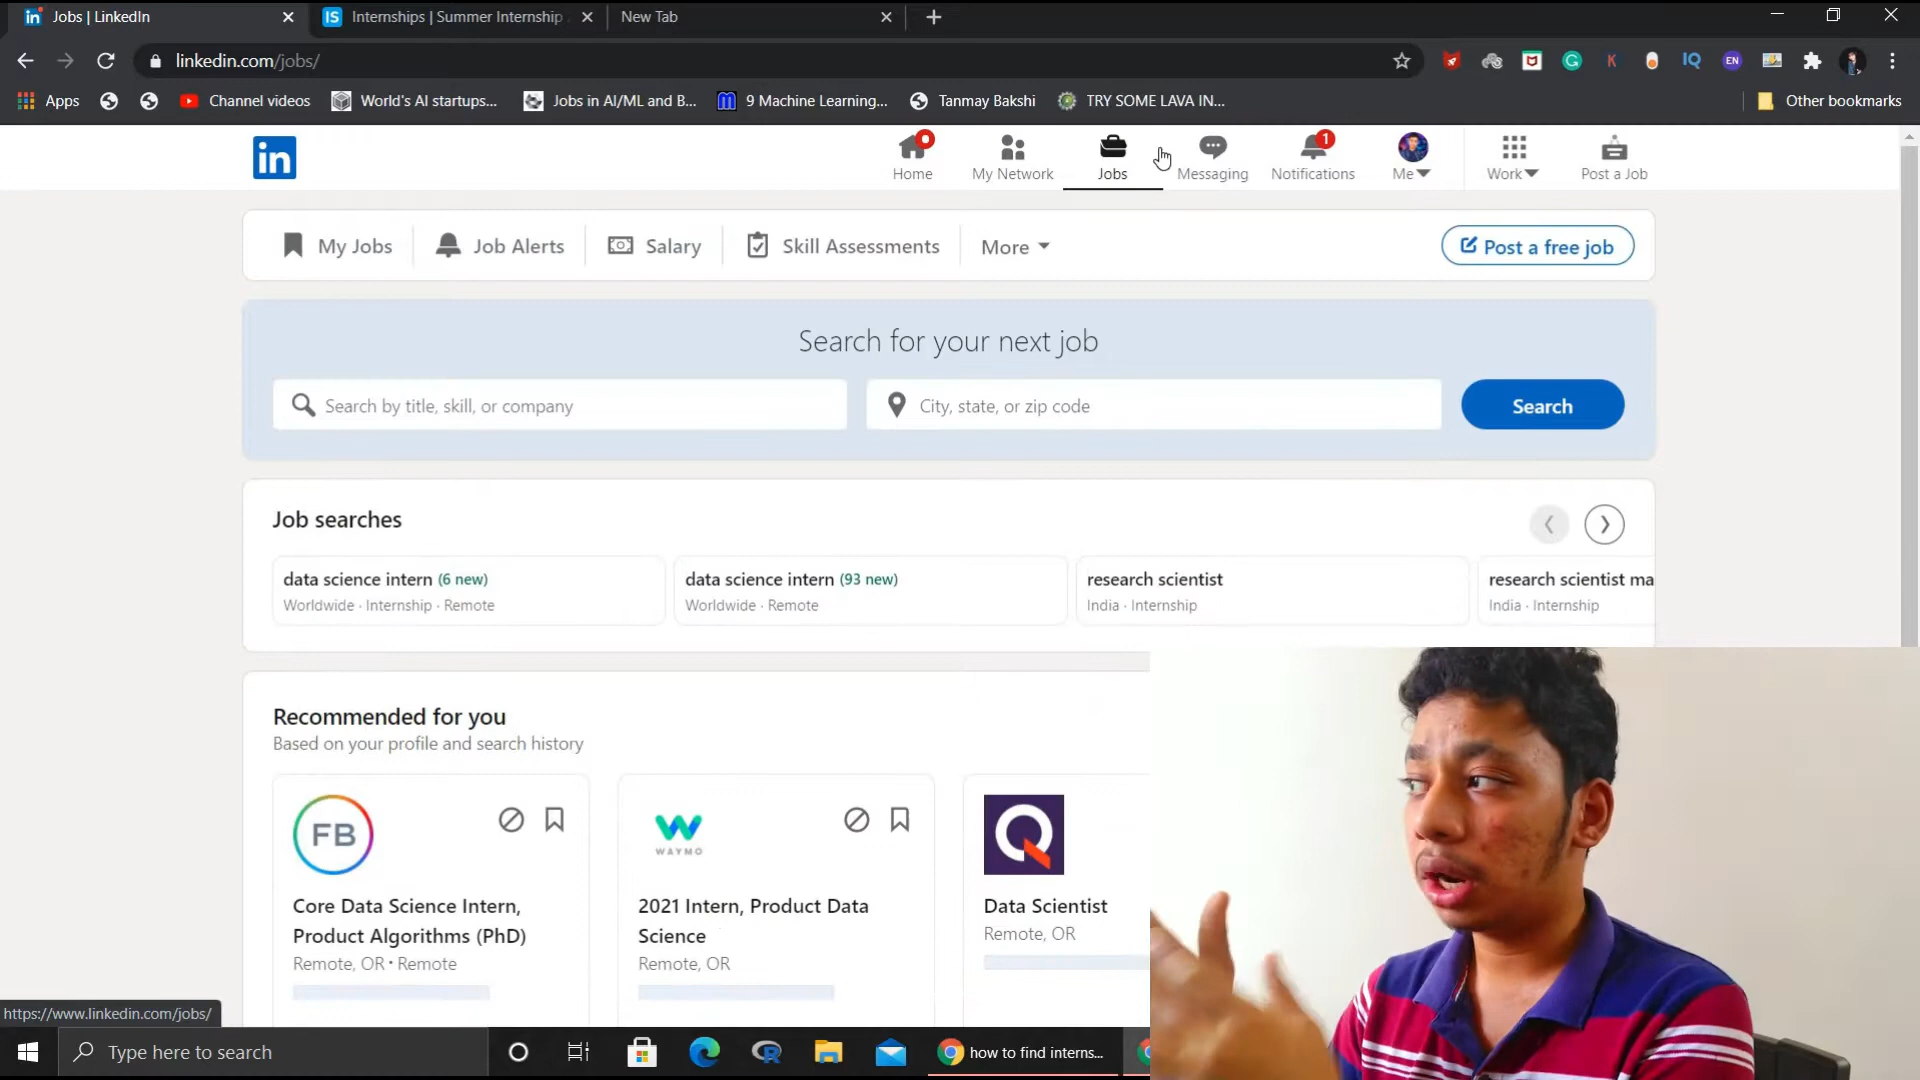 Jobs | LinkedIn
Internships | Summer Internship
New Tab
linkedin.com/jobs/
Apps
Channel videos
World's AI startups...
Jobs in AI/ML and B...
9 Machine Learning...
Tanmay Bakshi
TRY SOME LAVA IN...
Other bookmarks
in
Home
My Network
Jobs
Messaging
1
Notifications
Me
Work
Post a Job
My Jobs
Job Alerts
Salary
Skill Assessments
More
Post a free job
Search for your next job
Search by title, skill, or company
City, state, or zip code
Search
Job searches
data science intern (6 new)
Worldwide · Internship · Remote
data science intern (93 new)
Worldwide · Remote
research scientist
India · Internship
research scientist ma
India · Internship
Recommended for you
Based on your profile and search history
FB
Core Data Science Intern,
Product Algorithms (PhD)
Remote, OR • Remote
WAYMO
2021 Intern, Product Data
Science
Remote, OR
Data Scientist
Remote, OR
https://www.linkedin.com/jobs/
Type here to search
how to find interns...